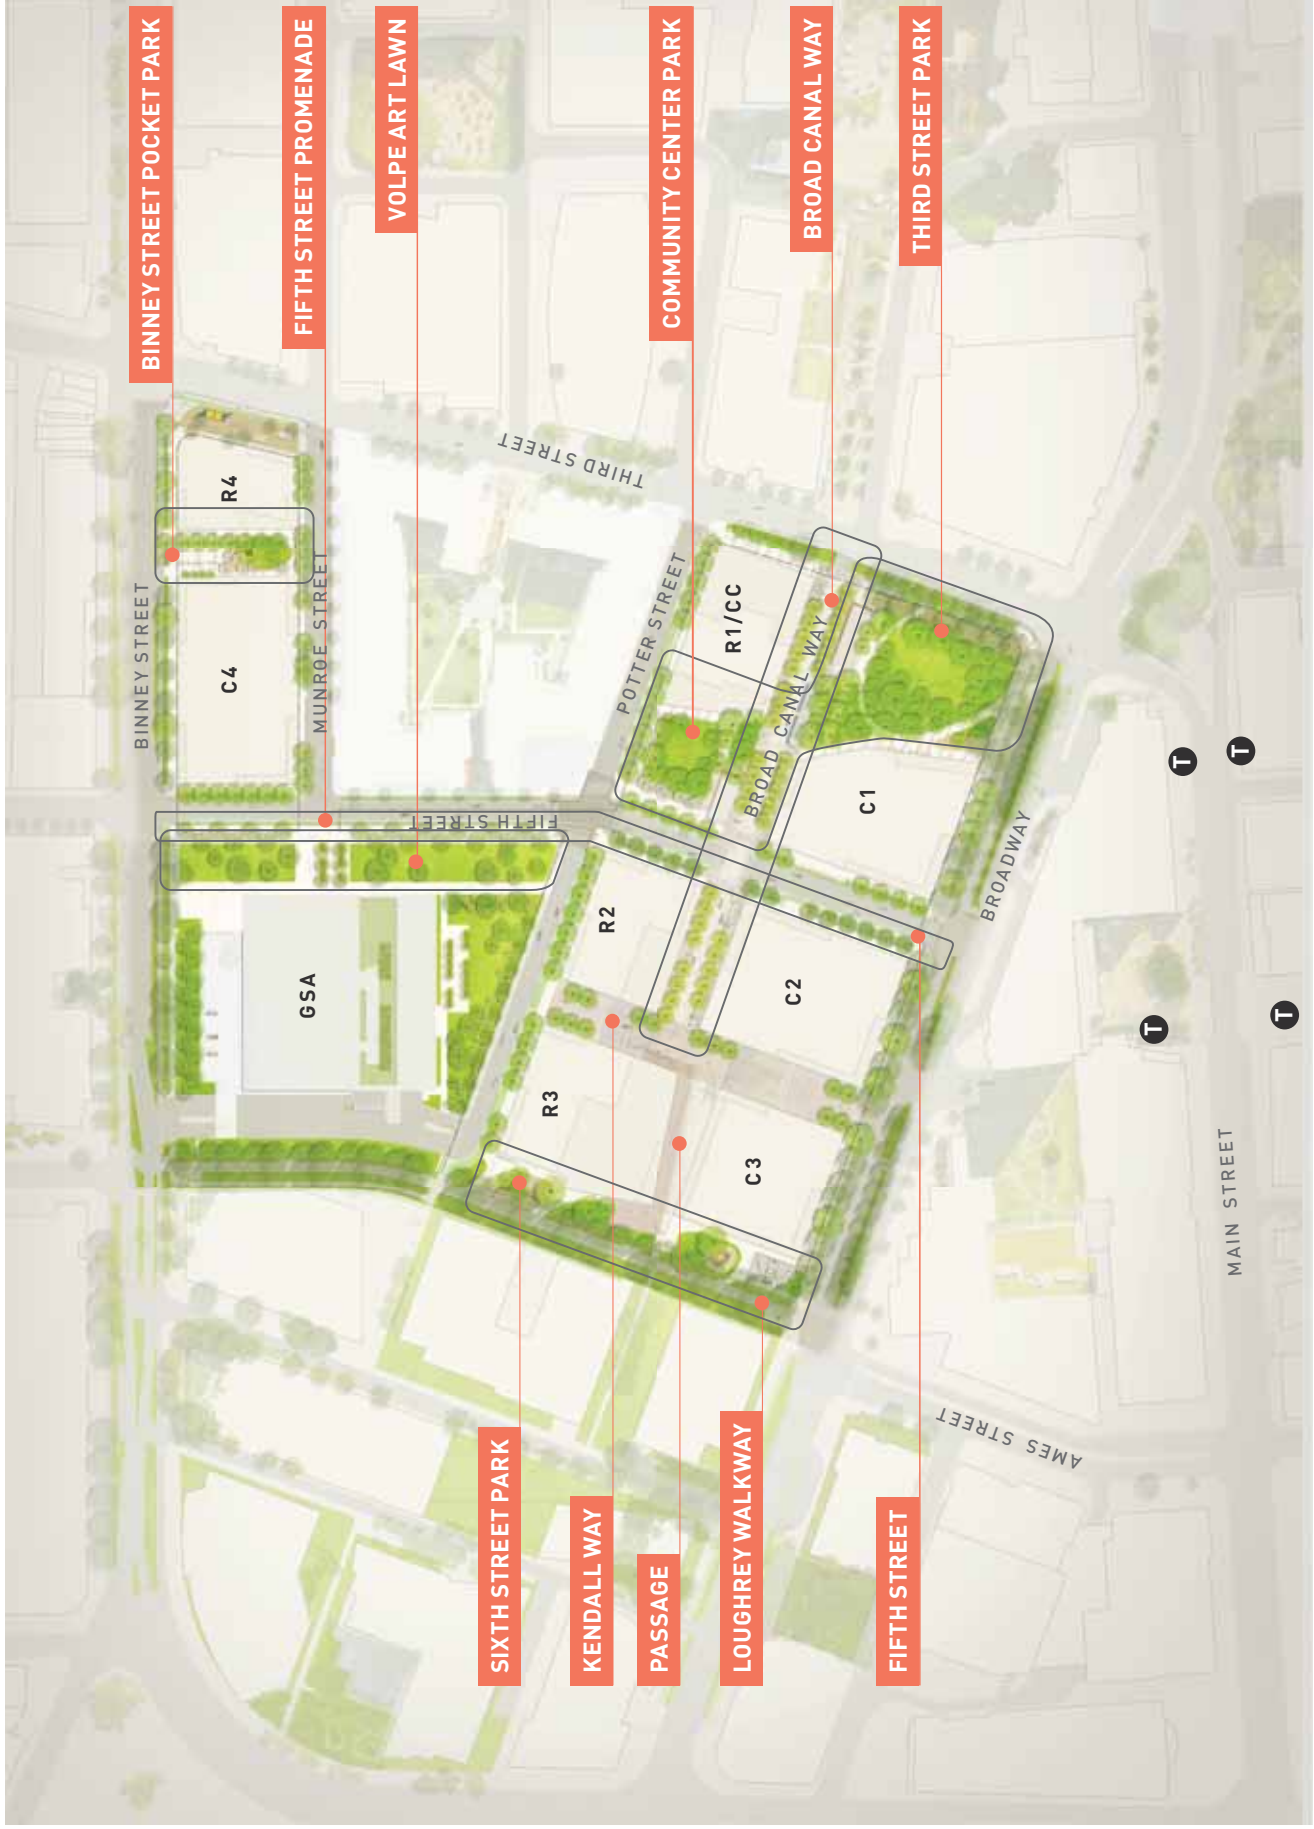 BINNEY STREET POCKET PARK
FIFTH STREET PROMENADE
VOLPE ART LAWN
COMMUNITY CENTER PARK
BROAD CANAL WAY
THIRD STREET PARK
BINNEY STREET
MUNROE STREET
THIRD STREET
POTTER STREET
FIFTH STREET
BROAD CANAL WAY
BROADWAY
MAIN STREET
AMES STREET
R4
C4
R1/CC
C1
GSA
R2
C2
R3
C3
T
T
T
T
SIXTH STREET PARK
KENDALL WAY
PASSAGE
LOUGHREY WALKWAY
FIFTH STREET